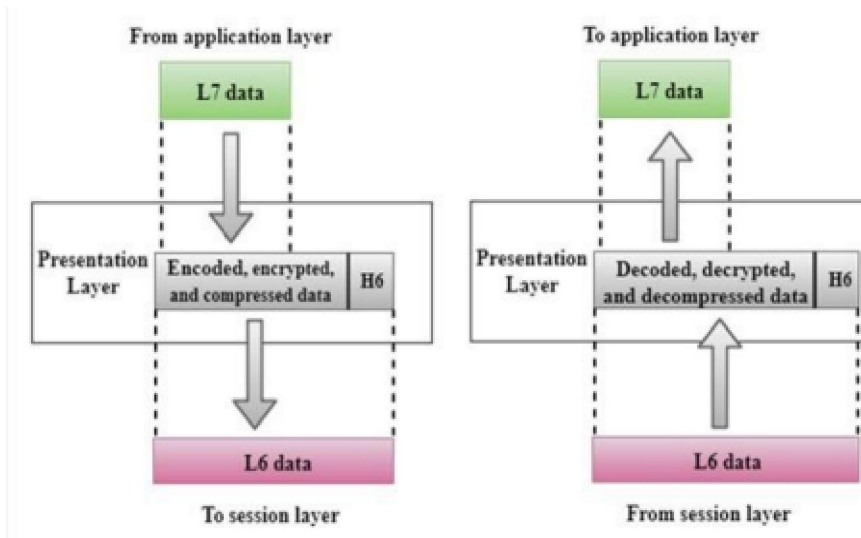 From application layer
L7 data
Presentation
Layer
Encoded, encrypted,
and compressed data
H6
L6 data
To session layer
To application layer
L7 data
Presentation
Layer
Decoded, decrypted,
and decompressed data
H6
L6 data
From session layer